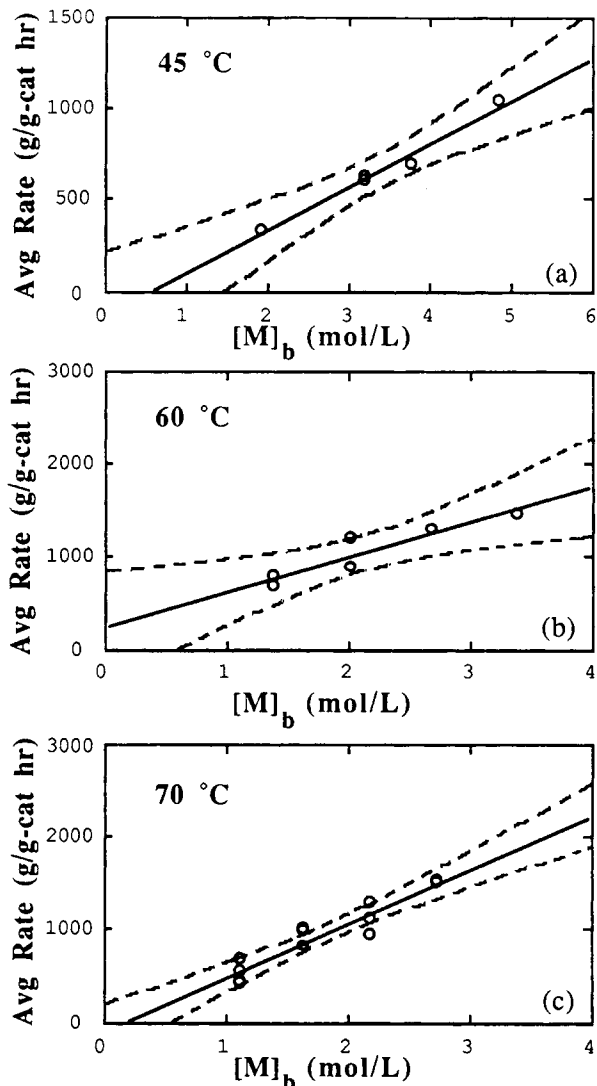 1500
45 °C
1000
500
0
Avg Rate (g/g-cat hr)
(a)
0 1 2 3 4 5 6
[M]b (mol/L)
3000
60 °C
2000
1000
0
Avg Rate (g/g-cat hr)
(b)
0 1 2 3 4
[M]b (mol/L)
3000
70 °C
2000
1000
0
Avg Rate (g/g-cat hr)
(c)
0 1 2 3 4
[M]b (mol/L)